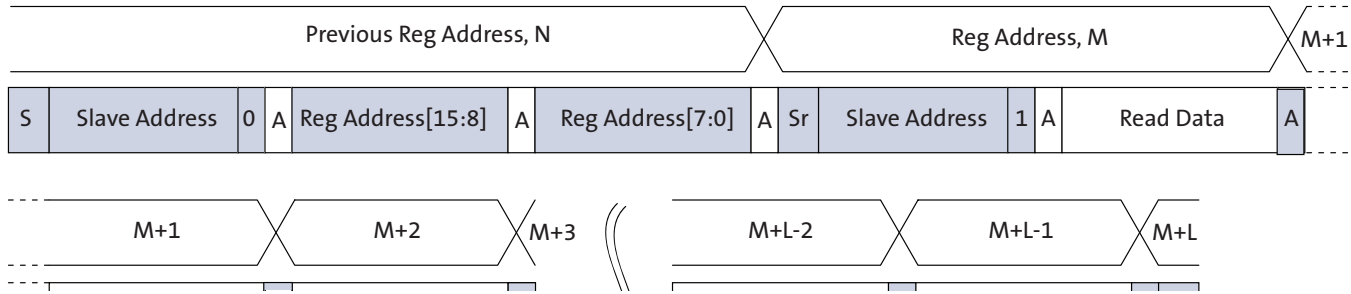 Previous Reg Address, N Reg Address, M M+1
S Slave Address 0 A Reg Address[15:8] A Reg Address[7:0] A Sr Slave Address 1 A Read Data A
M+1 M+2 M+3 M+L-2 M+L-1 M+L